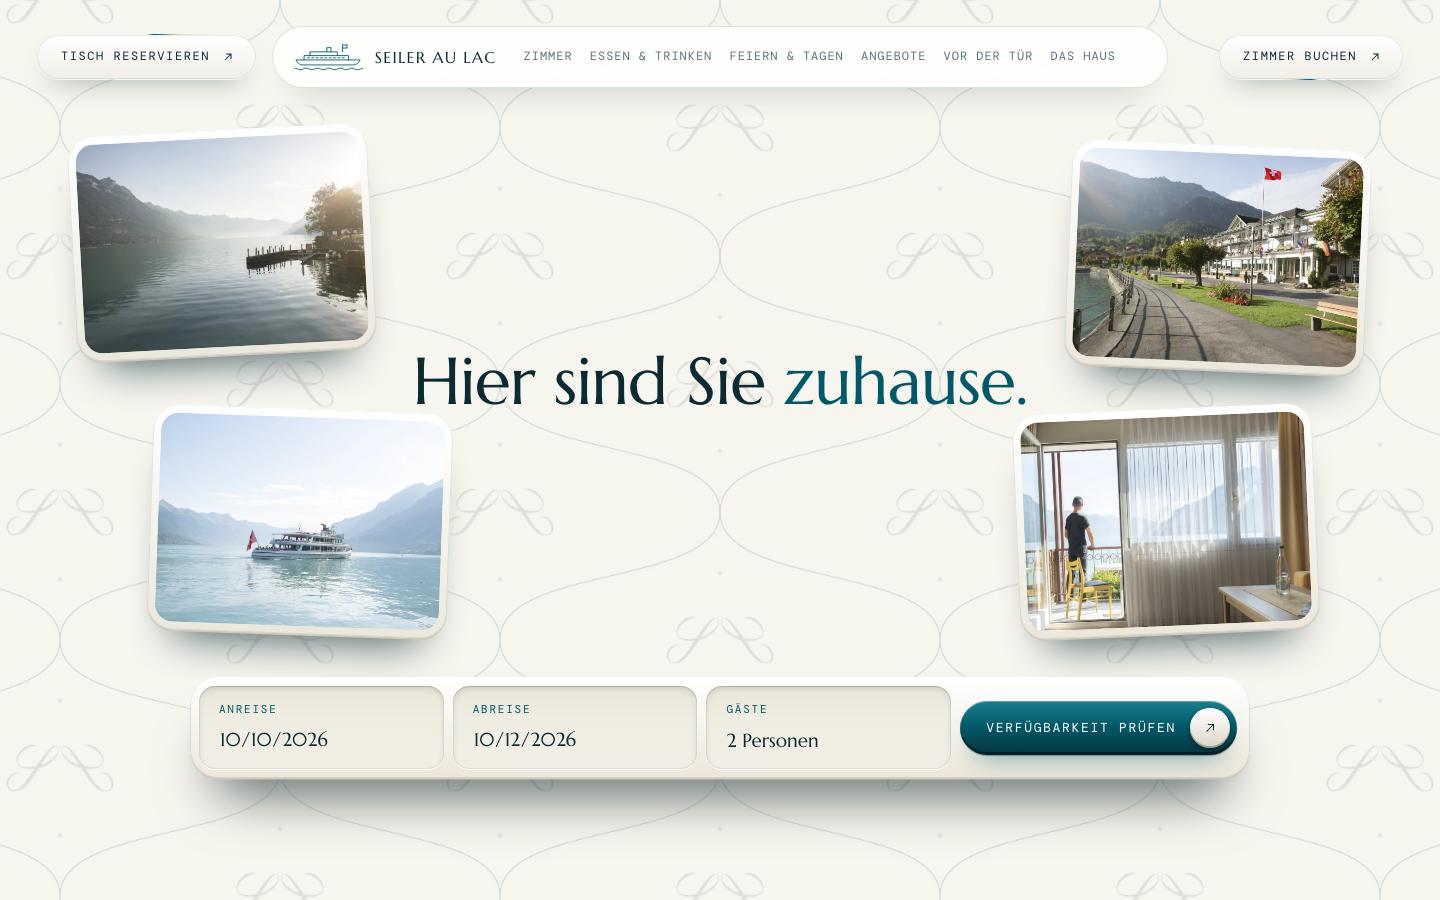 TISCH RESERVIEREN
SEILER AU LAC
ZIMMER
ESSEN & TRINKEN
FEIERN & TAGEN
ANGEBOTE
VOR DER TÜR
DAS HAUS
ZIMMER BUCHEN
Hier sind Sie zuhause.
ANREISE
10/10/2026
ABREISE
10/12/2026
GÄSTE
2 Personen
VERFÜGBARKEIT PRÜFEN